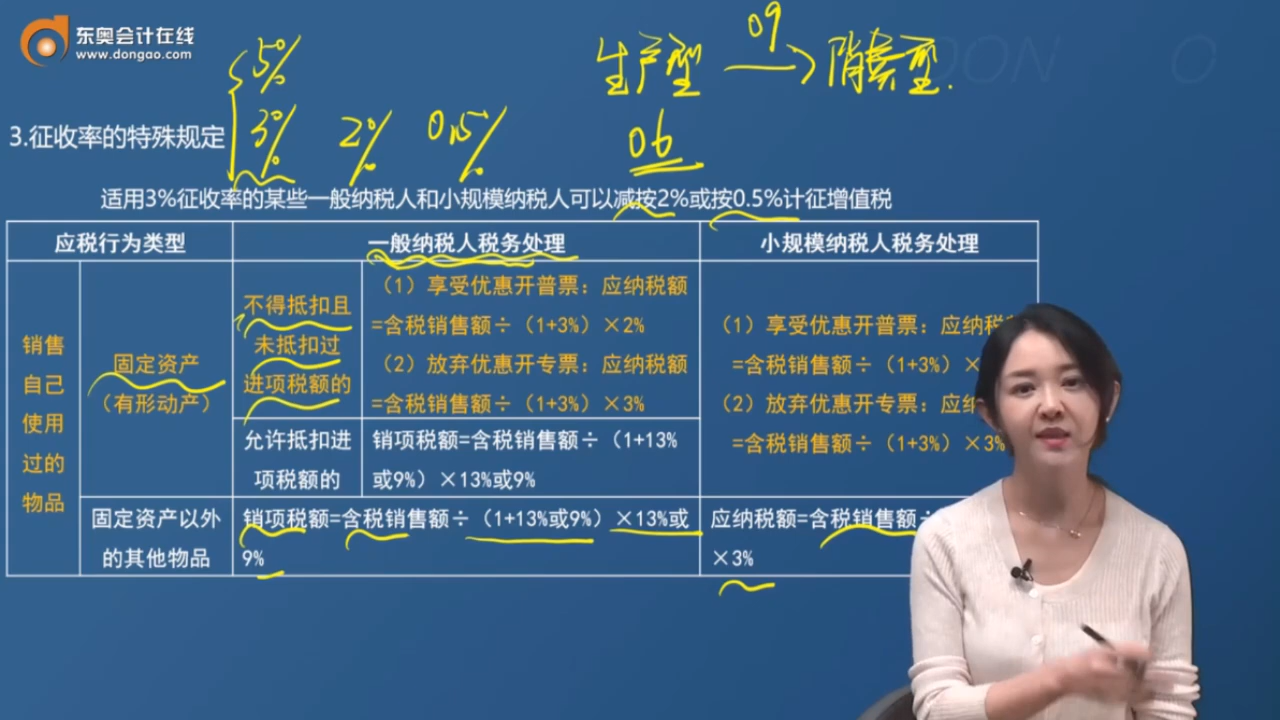 东奥会计在线
www.dongao.com
5%
生产型 09 消费型.
3.征收率的特殊规定
3% 2% 0.5%
06
适用3%征收率的某些一般纳税人和小规模纳税人可以减按2%或按0.5%计征增值税
应税行为类型
一般纳税人税务处理
小规模纳税人税务处理
销售
自己
使用
过的
物品
固定资产
（有形动产）
不得抵扣且
未抵扣过
进项税额的
（1）享受优惠开普票：应纳税额
=含税销售额÷（1+3%）×2%
（2）放弃优惠开专票：应纳税额
=含税销售额÷（1+3%）×3%
（1）享受优惠开普票：应纳税
=含税销售额÷（1+3%）×
（2）放弃优惠开专票：应纳
=含税销售额÷（1+3%）×3%
允许抵扣进
项税额的
销项税额=含税销售额÷（1+13%
或9%）×13%或9%
固定资产以外
的其他物品
销项税额=含税销售额÷（1+13%或9%）×13%或
9%
应纳税额=含税销售额÷
×3%